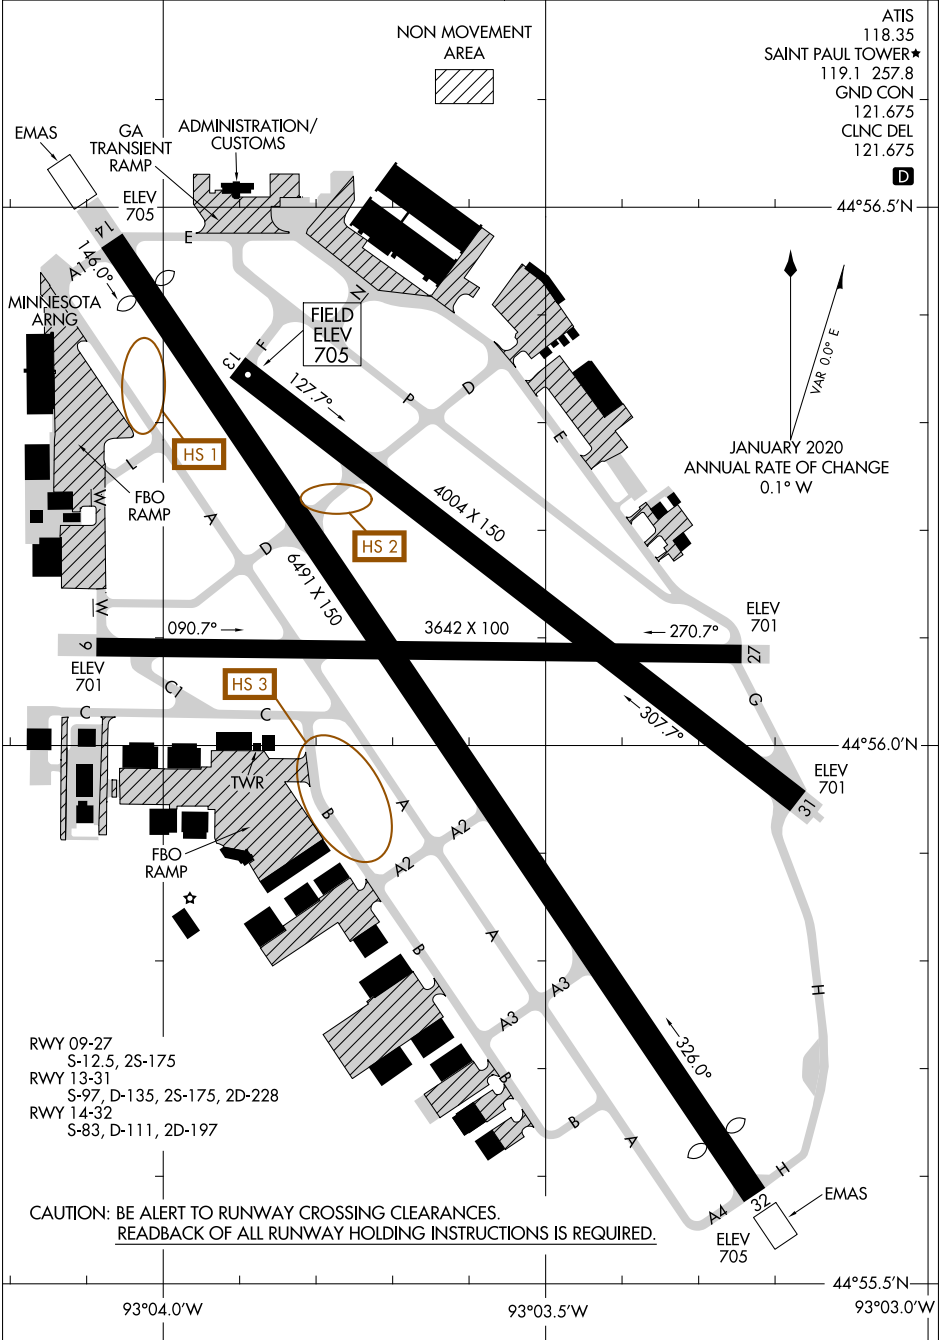 NON MOVEMENT
AREA
ATIS
118.35
SAINT PAUL TOWER★
119.1 257.8
GND CON
121.675
CLNC DEL
121.675
D
EMAS
GA
TRANSIENT
RAMP
ADMINISTRATION/
CUSTOMS
ELEV
705
44°56.5'N
14
E
146.0°
A1
MINNESOTA
ARNG
N
FIELD
ELEV
705
F
13
127.7°
P
D
E
VAR 0.0° E
JANUARY 2020
ANNUAL RATE OF CHANGE
0.1° W
HS 1
L
FBO
RAMP
W
A
4004 X 150
HS 2
D
6491 X 150
G
W
090.7°
3642 X 100
270.7°
ELEV
701
9
27
ELEV
701
HS 3
C1
C
C
G
307.7°
44°56.0'N
TWR
ELEV
701
31
A
B
A2
A2
FBO
RAMP
B
A
A3
A3
H
326.0°
RWY 09-27
S-12.5, 2S-175
RWY 13-31
S-97, D-135, 2S-175, 2D-228
RWY 14-32
S-83, D-111, 2D-197
B
B
A
H
A4
32
EMAS
ELEV
705
CAUTION: BE ALERT TO RUNWAY CROSSING CLEARANCES.
READBACK OF ALL RUNWAY HOLDING INSTRUCTIONS IS REQUIRED.
44°55.5'N
93°04.0'W
93°03.5'W
93°03.0'W